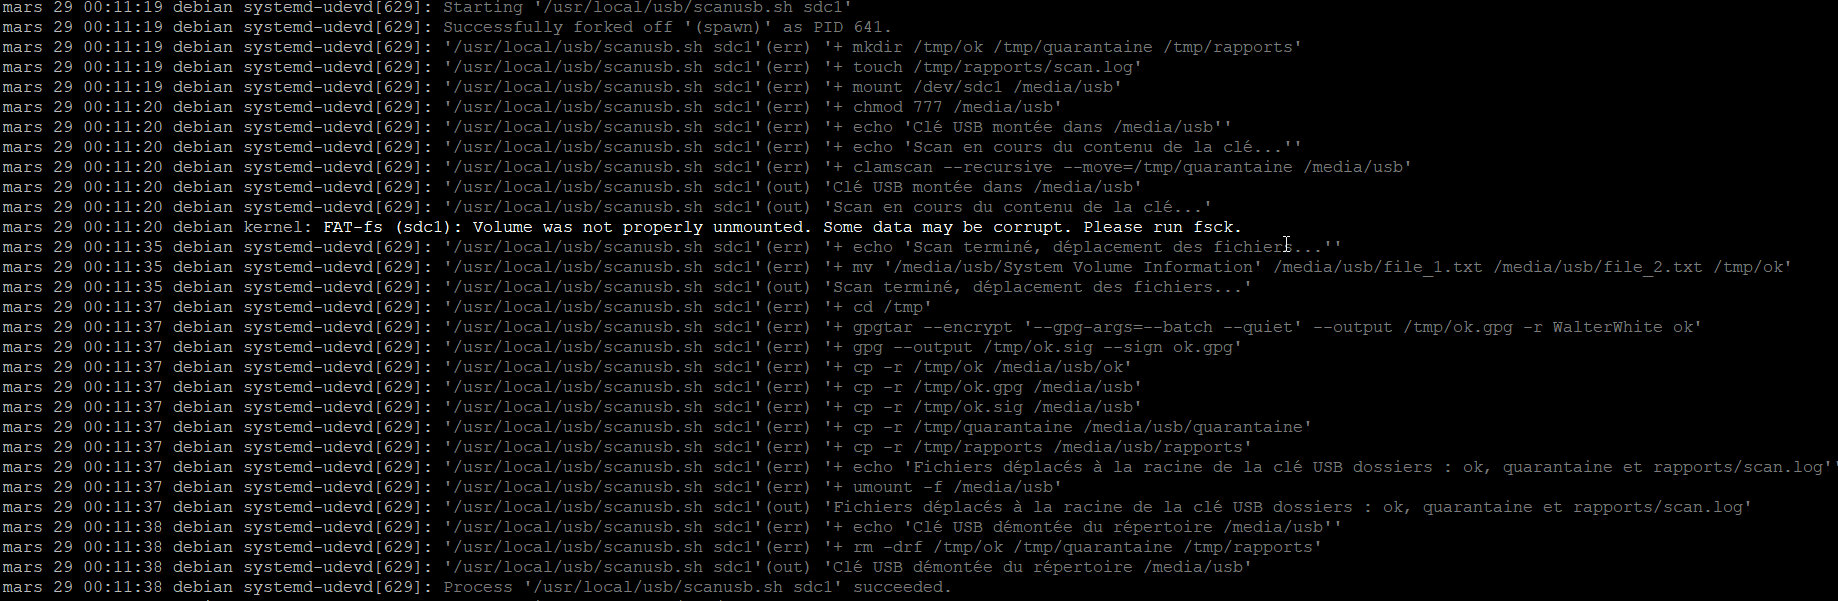 mars 29 00:11:19 debian systemd-udevd[629]: Starting '/usr/local/usb/scanusb.sh sdc1'
mars 29 00:11:19 debian systemd-udevd[629]: Successfully forked off '(spawn)' as PID 641.
mars 29 00:11:19 debian systemd-udevd[629]: '/usr/local/usb/scanusb.sh sdc1'(err) '+ mkdir /tmp/ok /tmp/quarantaine /tmp/rapports'
mars 29 00:11:19 debian systemd-udevd[629]: '/usr/local/usb/scanusb.sh sdc1'(err) '+ touch /tmp/rapports/scan.log'
mars 29 00:11:19 debian systemd-udevd[629]: '/usr/local/usb/scanusb.sh sdc1'(err) '+ mount /dev/sdc1 /media/usb'
mars 29 00:11:20 debian systemd-udevd[629]: '/usr/local/usb/scanusb.sh sdc1'(err) '+ chmod 777 /media/usb'
mars 29 00:11:20 debian systemd-udevd[629]: '/usr/local/usb/scanusb.sh sdc1'(err) '+ echo 'Clé USB montée dans /media/usb''
mars 29 00:11:20 debian systemd-udevd[629]: '/usr/local/usb/scanusb.sh sdc1'(err) '+ echo 'Scan en cours du contenu de la clé...''
mars 29 00:11:20 debian systemd-udevd[629]: '/usr/local/usb/scanusb.sh sdc1'(err) '+ clamscan --recursive --move=/tmp/quarantaine /media/usb'
mars 29 00:11:20 debian systemd-udevd[629]: '/usr/local/usb/scanusb.sh sdc1'(out) 'Clé USB montée dans /media/usb'
mars 29 00:11:20 debian systemd-udevd[629]: '/usr/local/usb/scanusb.sh sdc1'(out) 'Scan en cours du contenu de la clé...'
mars 29 00:11:20 debian kernel: FAT-fs (sdc1): Volume was not properly unmounted. Some data may be corrupt. Please run fsck.
mars 29 00:11:35 debian systemd-udevd[629]: '/usr/local/usb/scanusb.sh sdc1'(err) '+ echo 'Scan terminé, déplacement des fichiers...''
mars 29 00:11:35 debian systemd-udevd[629]: '/usr/local/usb/scanusb.sh sdc1'(err) '+ mv '/media/usb/System Volume Information' /media/usb/file_1.txt /media/usb/file_2.txt /tmp/ok'
mars 29 00:11:35 debian systemd-udevd[629]: '/usr/local/usb/scanusb.sh sdc1'(out) 'Scan terminé, déplacement des fichiers...'
mars 29 00:11:37 debian systemd-udevd[629]: '/usr/local/usb/scanusb.sh sdc1'(err) '+ cd /tmp'
mars 29 00:11:37 debian systemd-udevd[629]: '/usr/local/usb/scanusb.sh sdc1'(err) '+ gpgtar --encrypt '--gpg-args=--batch --quiet' --output /tmp/ok.gpg -r WalterWhite ok'
mars 29 00:11:37 debian systemd-udevd[629]: '/usr/local/usb/scanusb.sh sdc1'(err) '+ gpg --output /tmp/ok.sig --sign ok.gpg'
mars 29 00:11:37 debian systemd-udevd[629]: '/usr/local/usb/scanusb.sh sdc1'(err) '+ cp -r /tmp/ok /media/usb/ok'
mars 29 00:11:37 debian systemd-udevd[629]: '/usr/local/usb/scanusb.sh sdc1'(err) '+ cp -r /tmp/ok.gpg /media/usb'
mars 29 00:11:37 debian systemd-udevd[629]: '/usr/local/usb/scanusb.sh sdc1'(err) '+ cp -r /tmp/ok.sig /media/usb'
mars 29 00:11:37 debian systemd-udevd[629]: '/usr/local/usb/scanusb.sh sdc1'(err) '+ cp -r /tmp/quarantaine /media/usb/quarantaine'
mars 29 00:11:37 debian systemd-udevd[629]: '/usr/local/usb/scanusb.sh sdc1'(err) '+ cp -r /tmp/rapports /media/usb/rapports'
mars 29 00:11:37 debian systemd-udevd[629]: '/usr/local/usb/scanusb.sh sdc1'(err) '+ echo 'Fichiers déplacés à la racine de la clé USB dossiers : ok, quarantaine et rapports/scan.log''
mars 29 00:11:37 debian systemd-udevd[629]: '/usr/local/usb/scanusb.sh sdc1'(err) '+ umount -f /media/usb'
mars 29 00:11:37 debian systemd-udevd[629]: '/usr/local/usb/scanusb.sh sdc1'(out) 'Fichiers déplacés à la racine de la clé USB dossiers : ok, quarantaine et rapports/scan.log'
mars 29 00:11:38 debian systemd-udevd[629]: '/usr/local/usb/scanusb.sh sdc1'(err) '+ echo 'Clé USB démontée du répertoire /media/usb''
mars 29 00:11:38 debian systemd-udevd[629]: '/usr/local/usb/scanusb.sh sdc1'(err) '+ rm -drf /tmp/ok /tmp/quarantaine /tmp/rapports'
mars 29 00:11:38 debian systemd-udevd[629]: '/usr/local/usb/scanusb.sh sdc1'(out) 'Clé USB démontée du répertoire /media/usb'
mars 29 00:11:38 debian systemd-udevd[629]: Process '/usr/local/usb/scanusb.sh sdc1' succeeded.